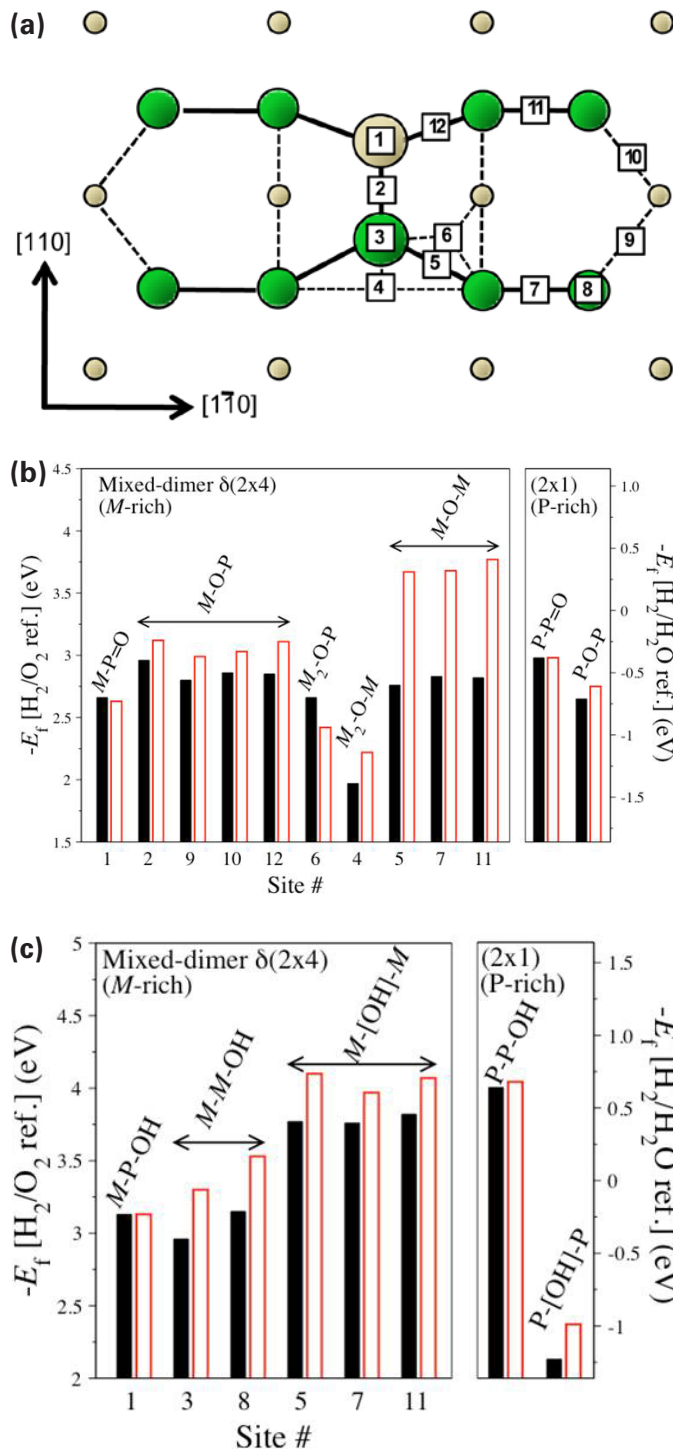 (a)
1
12
11
2
10
3
6
5
9
4
7
8
[110]
[11̄0]
(b)
Mixed-dimer δ(2x4)
(M-rich)
(2x1)
(P-rich)
M-P=O
M-O-P
M2-O-P
M2-O-M
M-O-M
P-P=O
P-O-P
-Ef [H2/O2 ref.] (eV)
4.5
4
3.5
3
2.5
2
1.5
1 2 9 10 12 6 4 5 7 11
Site #
1.0
0.5
0
-0.5
-1
-1.5
-Ef [H2/H2O ref.] (eV)
(c)
Mixed-dimer δ(2x4)
(M-rich)
(2x1)
(P-rich)
M-P-OH
M-M-OH
M-[OH]-M
P-P-OH
P-[OH]-P
-Ef [H2/O2 ref.] (eV)
5
4.5
4
3.5
3
2.5
2
1 3 8 5 7 11
Site #
1.5
1
0.5
0
-0.5
-1
-Ef [H2/H2O ref.] (eV)